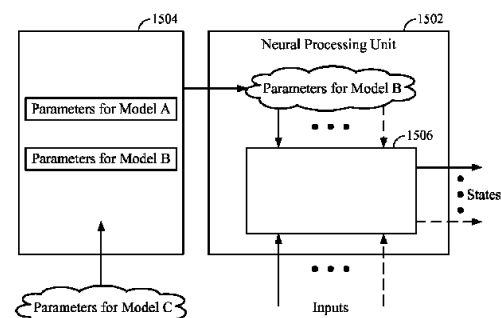 1504
1502
Neural Processing Unit
Parameters for Model B
Parameters for Model A
Parameters for Model B
1506
States
Parameters for Model C
Inputs